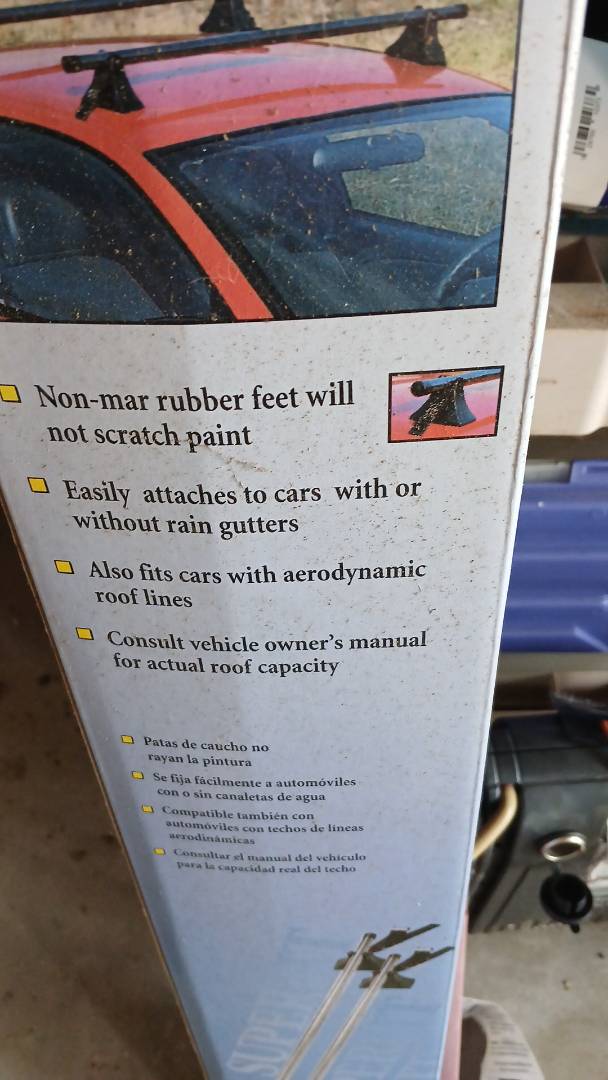 Non-mar rubber feet will
not scratch paint
Easily attaches to cars with or
without rain gutters
Also fits cars with aerodynamic
roof lines
Consult vehicle owner's manual
for actual roof capacity
Patas de caucho no
rayan la pintura
Se fija fácilmente a automóviles
con o sin canaletas de agua
Compatible también con
automóviles con techos de líneas
aerodinámicas
Consultar el manual del vehículo
para la capacidad real del techo